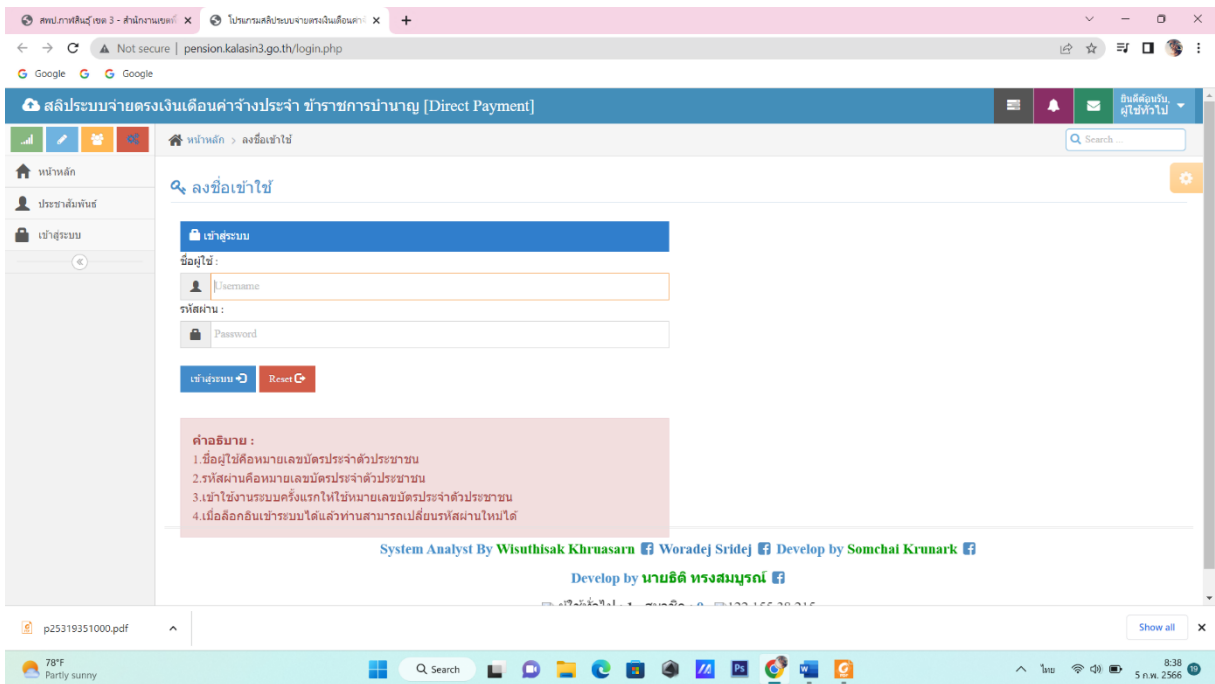 สพป.กาฬสินธุ์ เขต 3 - สำนักงานเขตพื้
โปรแกรมสลิประบบจ่ายตรงเงินเดือนค่าจ้
Not secure | pension.kalasin3.go.th/login.php
Google
Google
สลิประบบจ่ายตรงเงินเดือนค่าจ้างประจำ ข้าราชการบำนาญ [Direct Payment]
ยินดีต้อนรับ,
ผู้ใช้ทั่วไป
หน้าหลัก > ลงชื่อเข้าใช้
Search ...
หน้าหลัก
ประชาสัมพันธ์
เข้าสู่ระบบ
ลงชื่อเข้าใช้
เข้าสู่ระบบ
ชื่อผู้ใช้ :
Username
รหัสผ่าน :
Password
เข้าสู่ระบบ
Reset
คำอธิบาย :
1.ชื่อผู้ใช้คือหมายเลขบัตรประจำตัวประชาชน
2.รหัสผ่านคือหมายเลขบัตรประจำตัวประชาชน
3.เข้าใช้งานระบบครั้งแรกให้ใช้หมายเลขบัตรประจำตัวประชาชน
4.เมื่อล็อกอินเข้าระบบได้แล้วท่านสามารถเปลี่ยนรหัสผ่านใหม่ได้
System Analyst By Wisuthisak Khruasarn Woradej Sridej Develop by Somchai Krunark
Develop by นายธิติ ทรงสมบูรณ์
p25319351000.pdf
Show all
78°F
Partly sunny
Search
ไทย
8:38
5 ก.พ. 2566
19